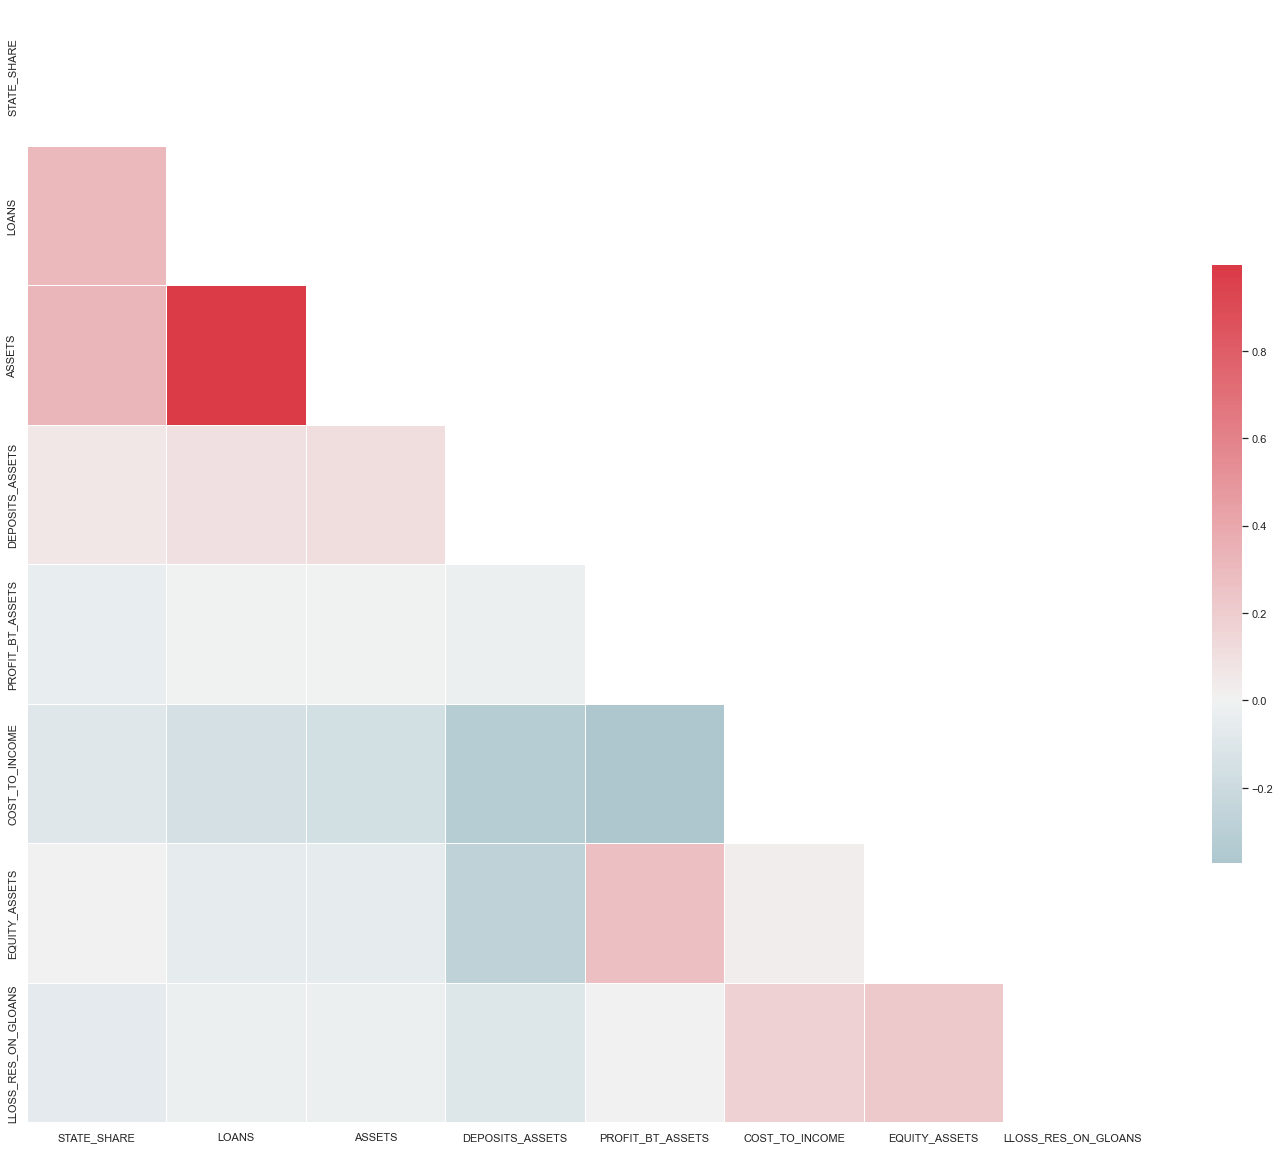 STATE_SHARE
LOANS
ASSETS
DEPOSITS_ASSETS
PROFIT_BT_ASSETS
COST_TO_INCOME
EQUITY_ASSETS
LLOSS_RES_ON_GLOANS
STATE_SHARE
LOANS
ASSETS
DEPOSITS_ASSETS
PROFIT_BT_ASSETS
COST_TO_INCOME
EQUITY_ASSETS
LLOSS_RES_ON_GLOANS
0.8
0.6
0.4
0.2
0.0
−0.2